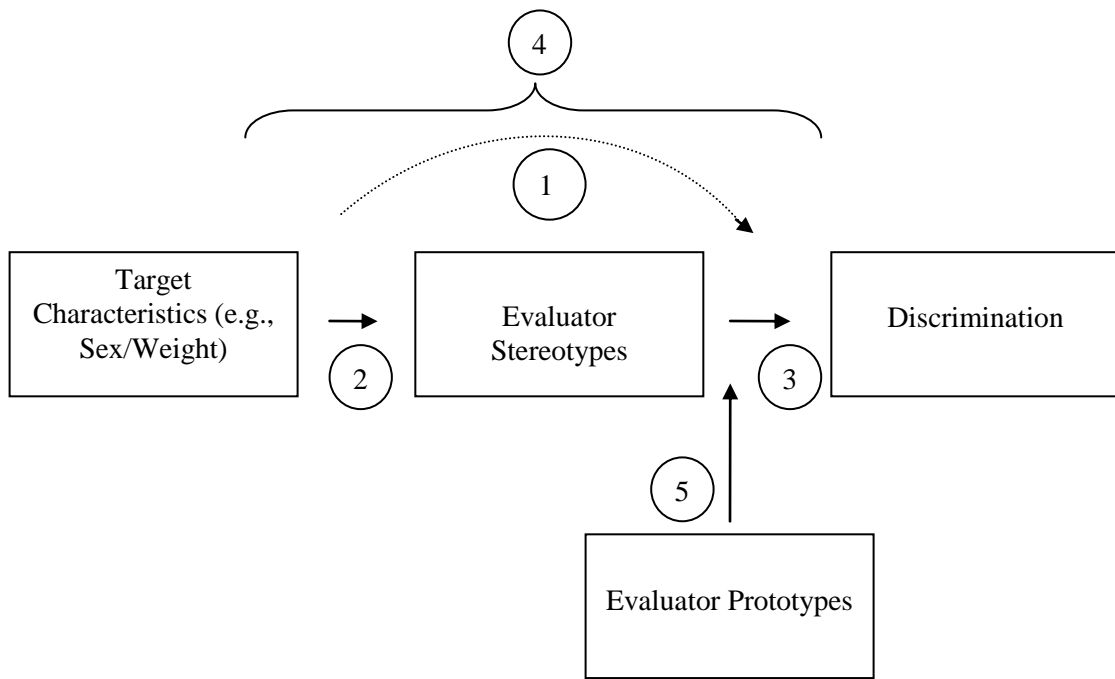 4
1
Target
Characteristics (e.g.,
Sex/Weight)
Evaluator
Stereotypes
Discrimination
2
3
5
Evaluator Prototypes